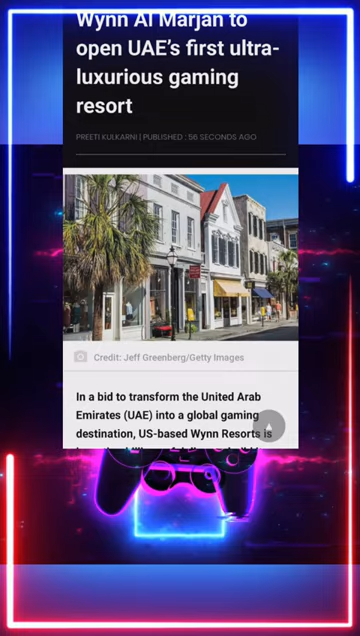 Wynn Al Marjan to
open UAE’s first ultra-
luxurious gaming
resort
PREETI KULKARNI | PUBLISHED : 56 SECONDS AGO
Credit: Jeff Greenberg/Getty Images
In a bid to transform the United Arab
Emirates (UAE) into a global gaming
destination, US-based Wynn Resorts is